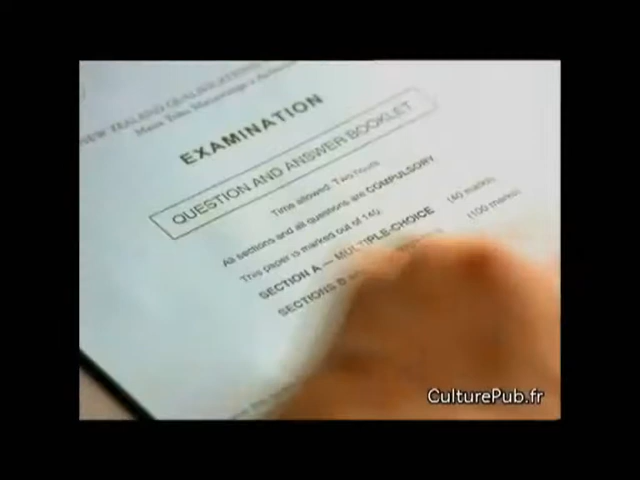 NEW ZEALAND QUALIFICATIONS
EXAMINATION
QUESTION AND ANSWER BOOKLET
Time allowed: Two hours
All sections and all questions are COMPULSORY
This paper is marked out of 140.
SECTION A — MULTIPLE-CHOICE (40 marks)
SECTIONS B (100 marks)
CulturePub.fr